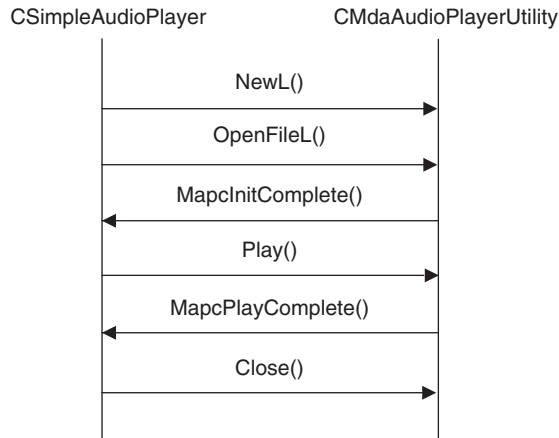 CSimpleAudioPlayer CMdaAudioPlayerUtility
NewL()
OpenFileL()
MapcInitComplete()
Play()
MapcPlayComplete()
Close()